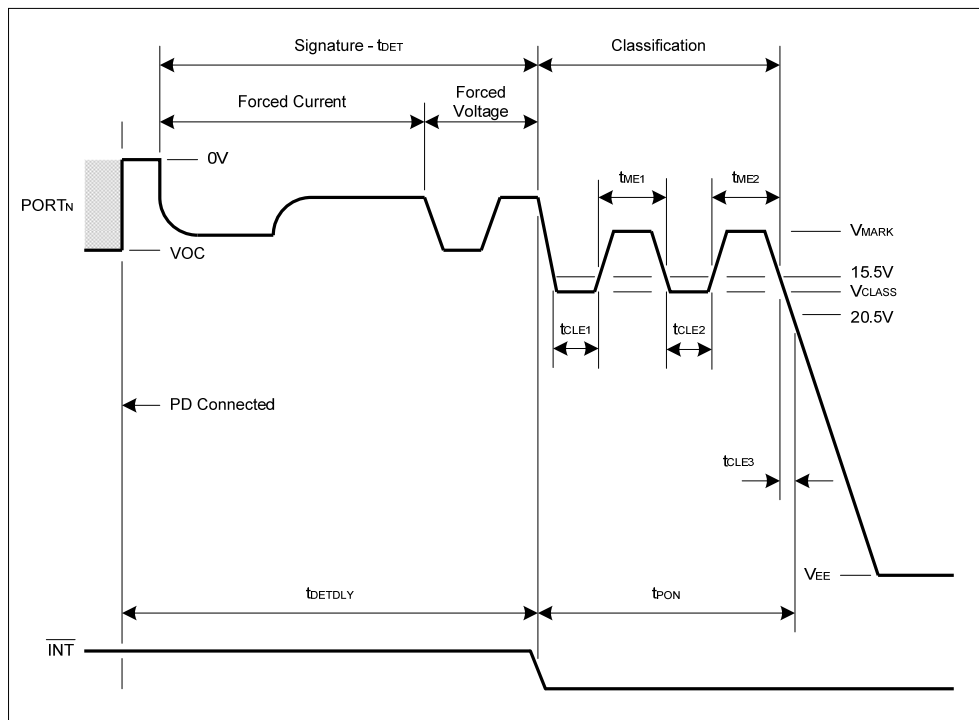 Signature - tDET
Classification
Forced Current
Forced
Voltage
0V
tME1
tME2
PORTN
VOC
VMARK
15.5V
VCLASS
20.5V
tCLE1
tCLE2
PD Connected
tCLE3
VEE
tDETDLY
tPON
INT